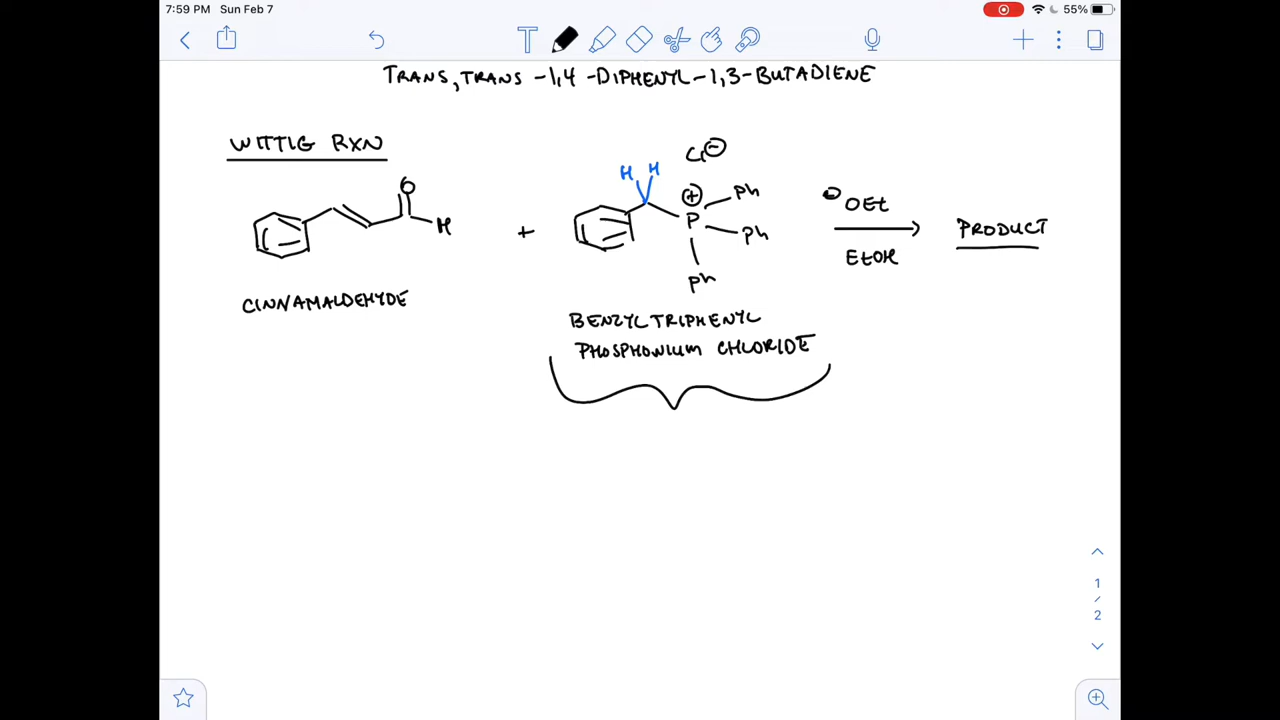 7:59 PM Sun Feb 7
55%
TRANS, TRANS -1,4 -DIPHENYL-1,3-BUTADIENE
WITTIG RXN
Cl⊖
H H
O
⊕
Ph
⊖OEt
H
+
P
Ph
PRODUCT
EtOH
Ph
CINNAMALDEHYDE
BENZYLTRIPHENYL
PHOSPHONIUM CHLORIDE
1
/
2